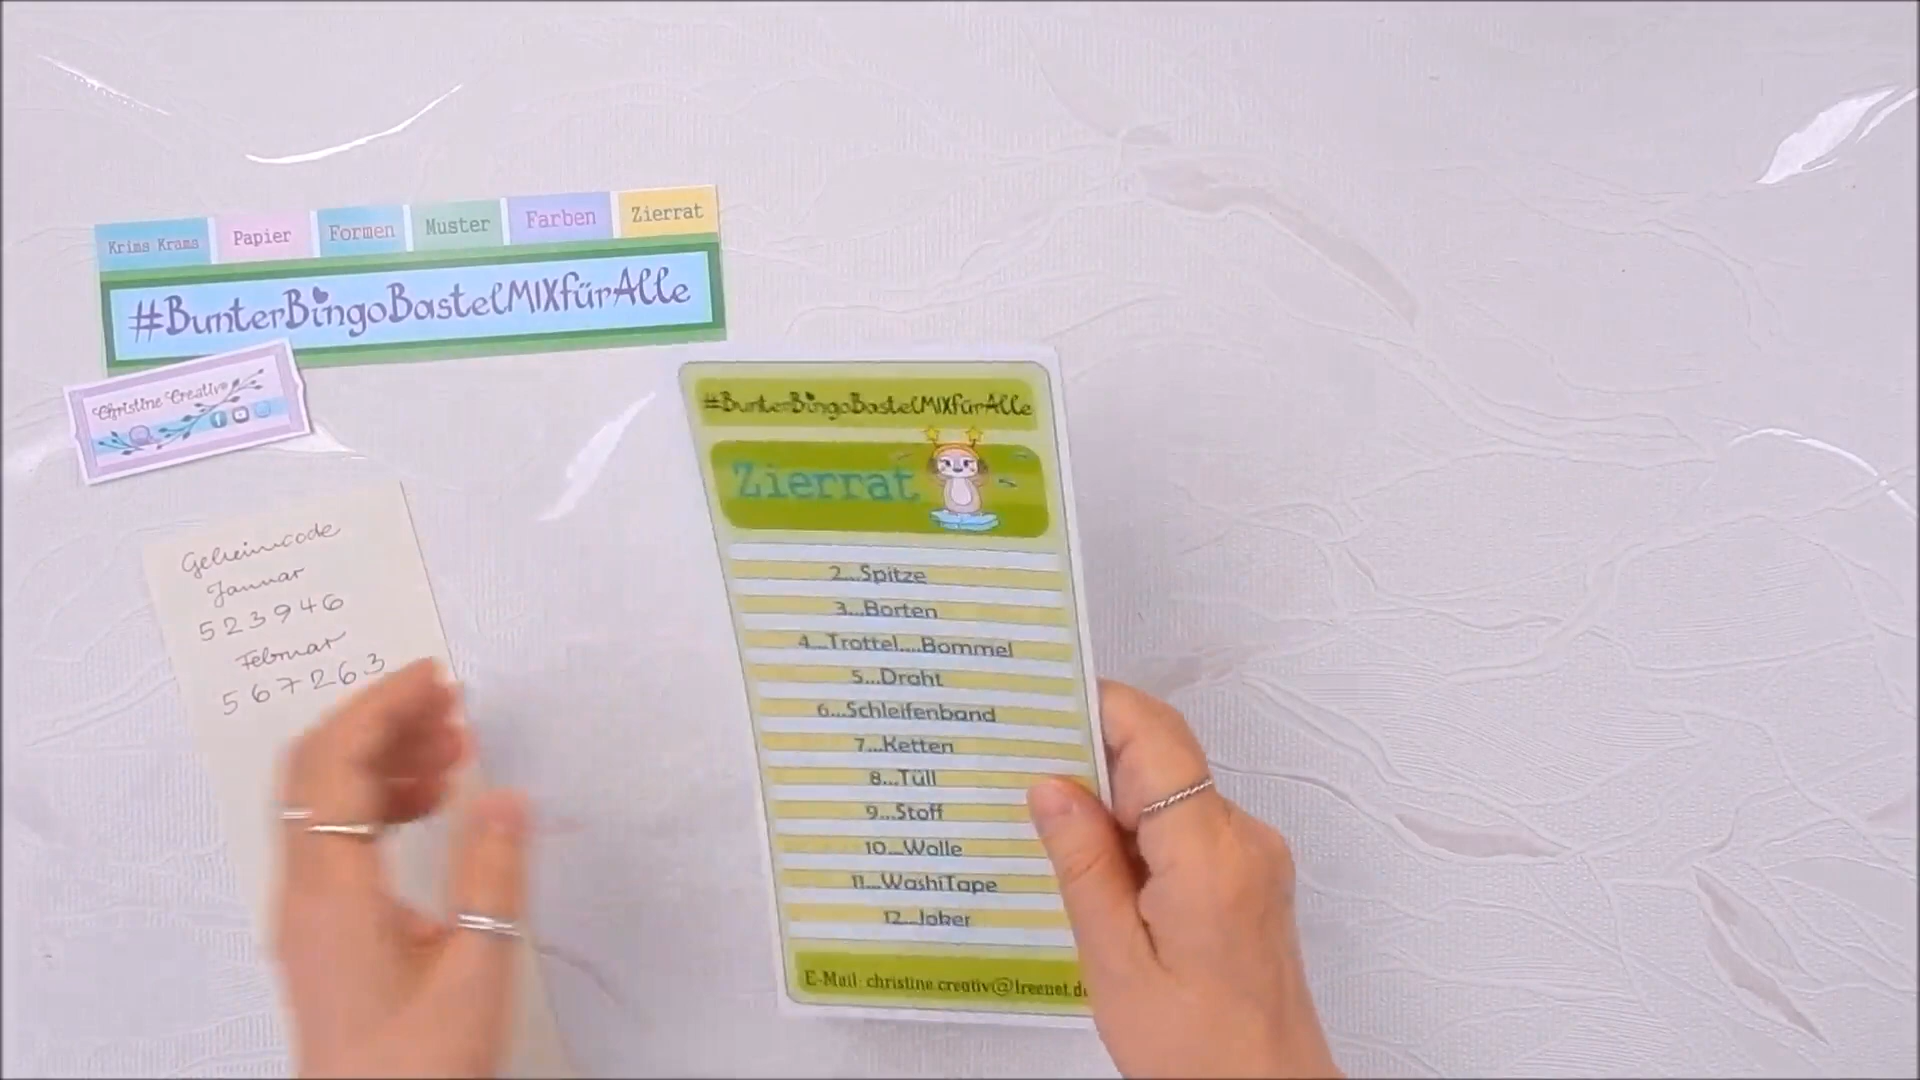 Krims Krams
Papier
Formen
Muster
Farben
Zierrat
#BunterBingoBastelMIXfürAlle
Christine Creativ
Geheimcode
Januar
523946
Februar
567263
#BunterBingoBastelMIXfürAlle
Zierrat
2...Spitze
3...Borten
4...Trottel....Bommel
5...Draht
6...Schleifenband
7...Ketten
8...Tüll
9...Stoff
10...Wolle
11...WashiTape
12...Joker
E-Mail: christine.creativ@freenet.d